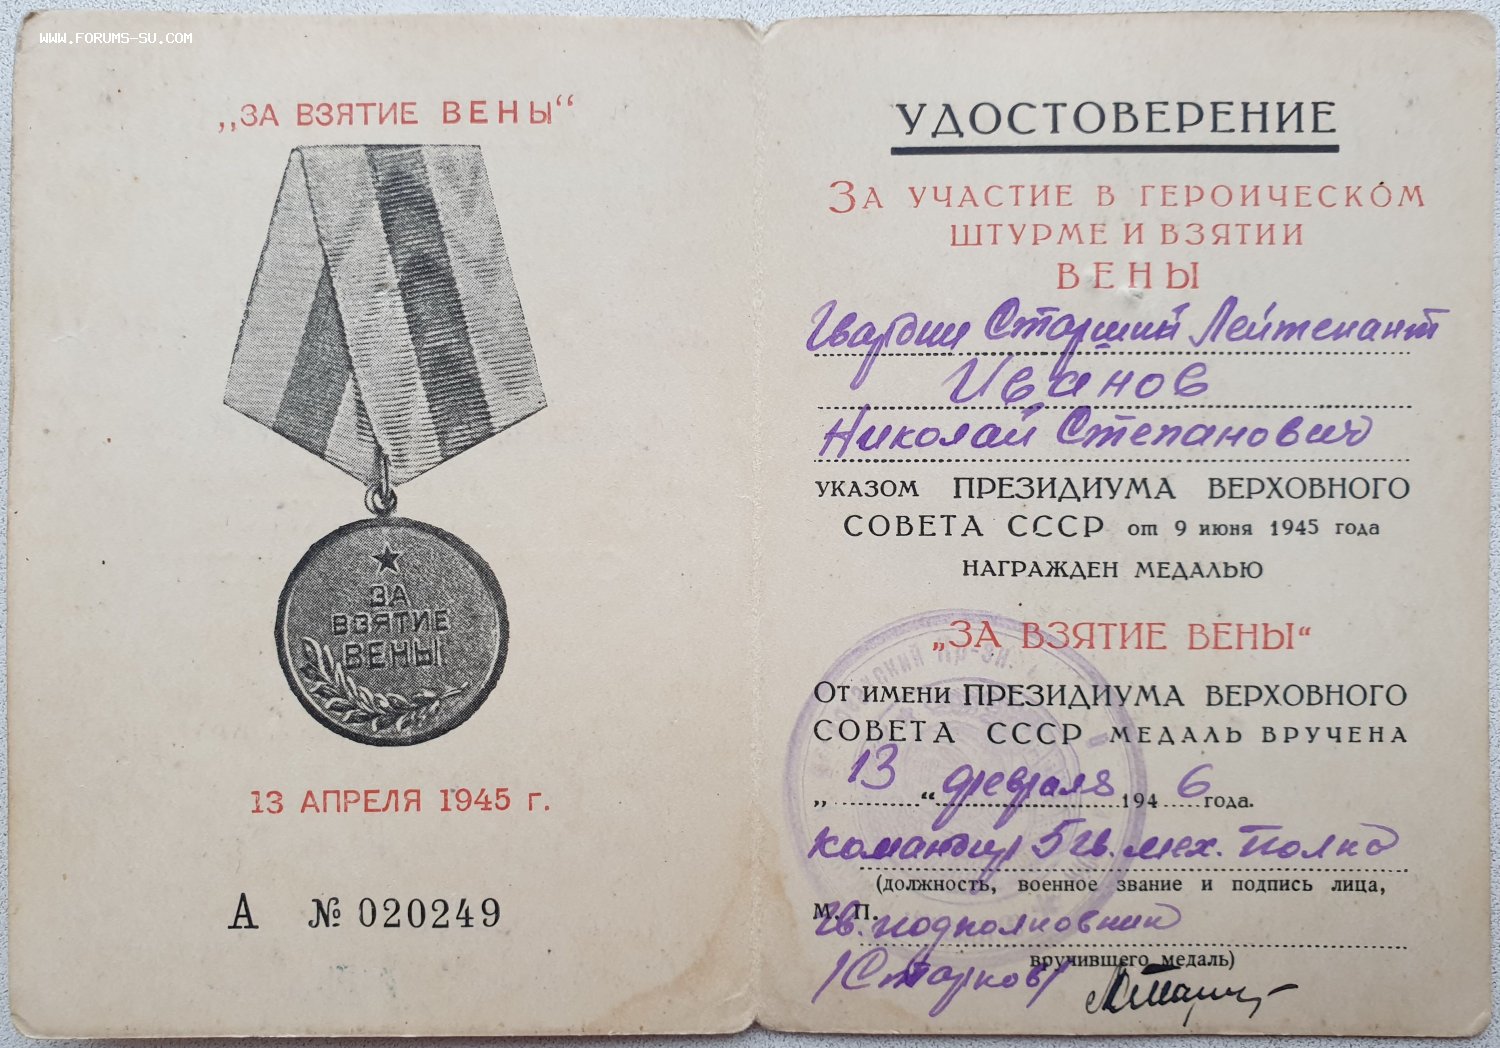 WWW.FORUMS-SU.COM
„ЗА ВЗЯТИЕ ВЕНЫ“
ЗА
ВЗЯТИЕ
ВЕНЫ
13 АПРЕЛЯ 1945 г.
А № 020249
УДОСТОВЕРЕНИЕ
ЗА УЧАСТИЕ В ГЕРОИЧЕСКОМ
ШТУРМЕ И ВЗЯТИИ
ВЕНЫ
Гвардии Старший Лейтенант
Иванов
Николай Степанович
УКАЗОМ ПРЕЗИДИУМА ВЕРХОВНОГО
СОВЕТА СССР от 9 июня 1945 года
НАГРАЖДЕН МЕДАЛЬЮ
„ЗА ВЗЯТИЕ ВЕНЫ“
ОТ ИМЕНИ ПРЕЗИДИУМА ВЕРХОВНОГО
СОВЕТА СССР МЕДАЛЬ ВРУЧЕНА
„13“ февраля 1946 года.
Командир 5 гв. мех. Полка
(должность, военное звание и подпись лица,
М. П.
Гв. подполковник
вручившего медаль)
/Старков/